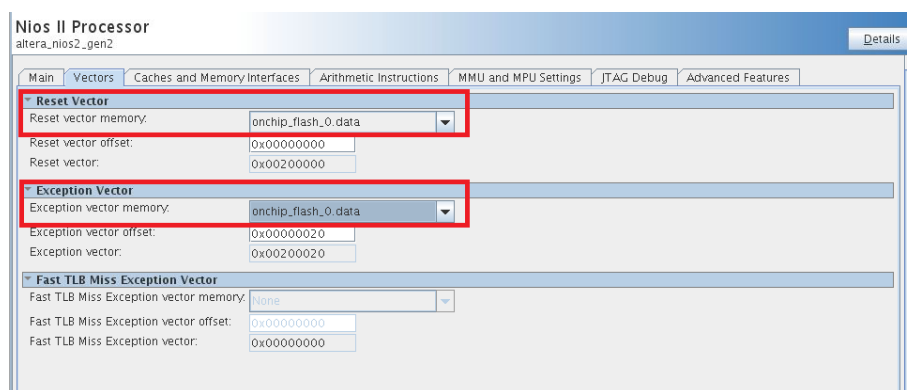 Nios II Processor
altera_nios2_gen2
Details
Main Vectors Caches and Memory Interfaces Arithmetic Instructions MMU and MPU Settings JTAG Debug Advanced Features
Reset Vector
Reset vector memory: onchip_flash_0.data
Reset vector offset: 0x00000000
Reset vector: 0x00200000
Exception Vector
Exception vector memory: onchip_flash_0.data
Exception vector offset: 0x00000020
Exception vector: 0x00200020
Fast TLB Miss Exception Vector
Fast TLB Miss Exception vector memory: None
Fast TLB Miss Exception vector offset: 0x00000000
Fast TLB Miss Exception vector: 0x00000000